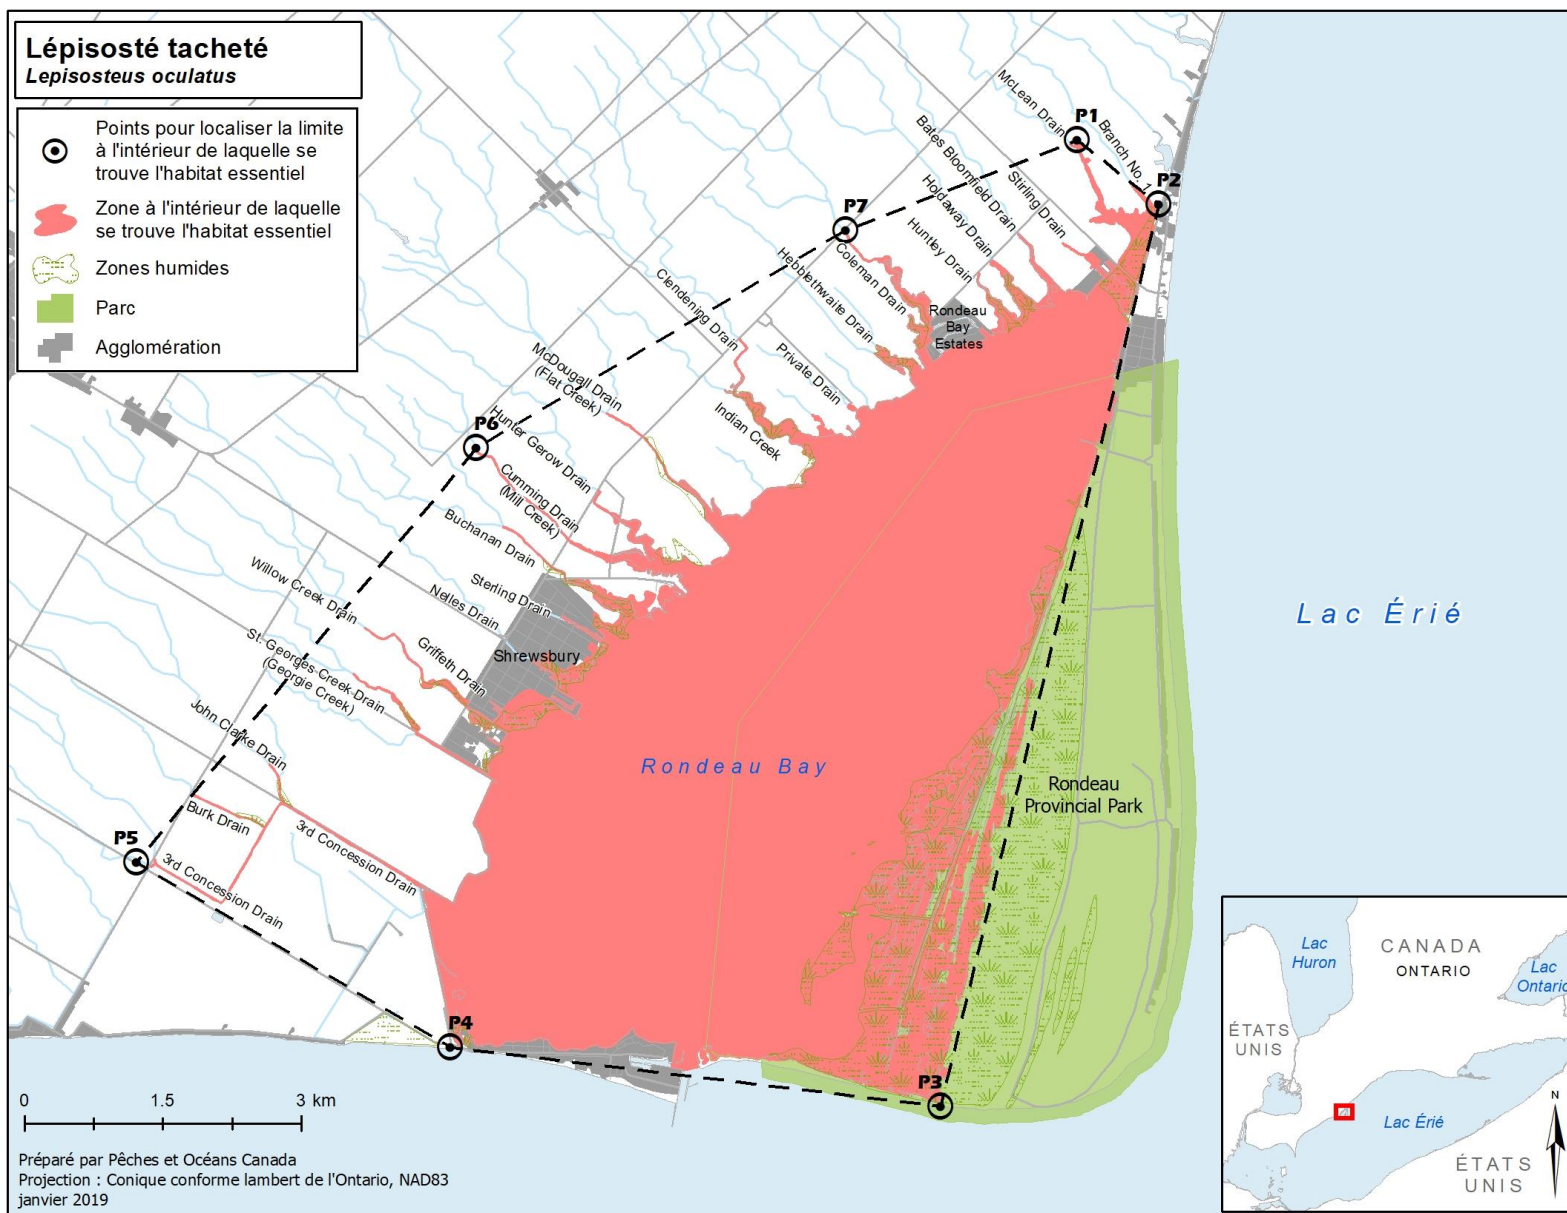 Lépisosté tacheté
Lepisosteus oculatus
Points pour localiser la limite
à l'intérieur de laquelle se
trouve l'habitat essentiel
Zone à l'intérieur de laquelle
se trouve l'habitat essentiel
Zones humides
Parc
Agglomération
P1
McLean Drain
Branch No. 1
P2
Bates Bloomfield Drain
Stirling Drain
Holdaway Drain
Huntley Drain
P7
Coleman Drain
Hebblethwaite Drain
Rondeau
Bay
Estates
Clendening Drain
Private Drain
Indian Creek
McDougall Drain
(Flat Creek)
P6
Hunter Gerow Drain
Cumming Drain
(Mill Creek)
Buchanan Drain
Sterling Drain
Nelles Drain
Willow Creek Drain
Griffeth Drain
Shrewsbury
St. Georges Creek Drain
(Georgie Creek)
John Clarke Drain
Burk Drain
3rd Concession Drain
P5
3rd Concession Drain
Rondeau Bay
Rondeau
Provincial Park
Lac Érié
P4
P3
0 1.5 3 km
Préparé par Pêches et Océans Canada
Projection : Conique conforme lambert de l'Ontario, NAD83
janvier 2019
Lac
Huron
CANADA
ONTARIO
Lac
Ontario
ÉTATS
UNIS
Lac Érié
ÉTATS
UNIS
N